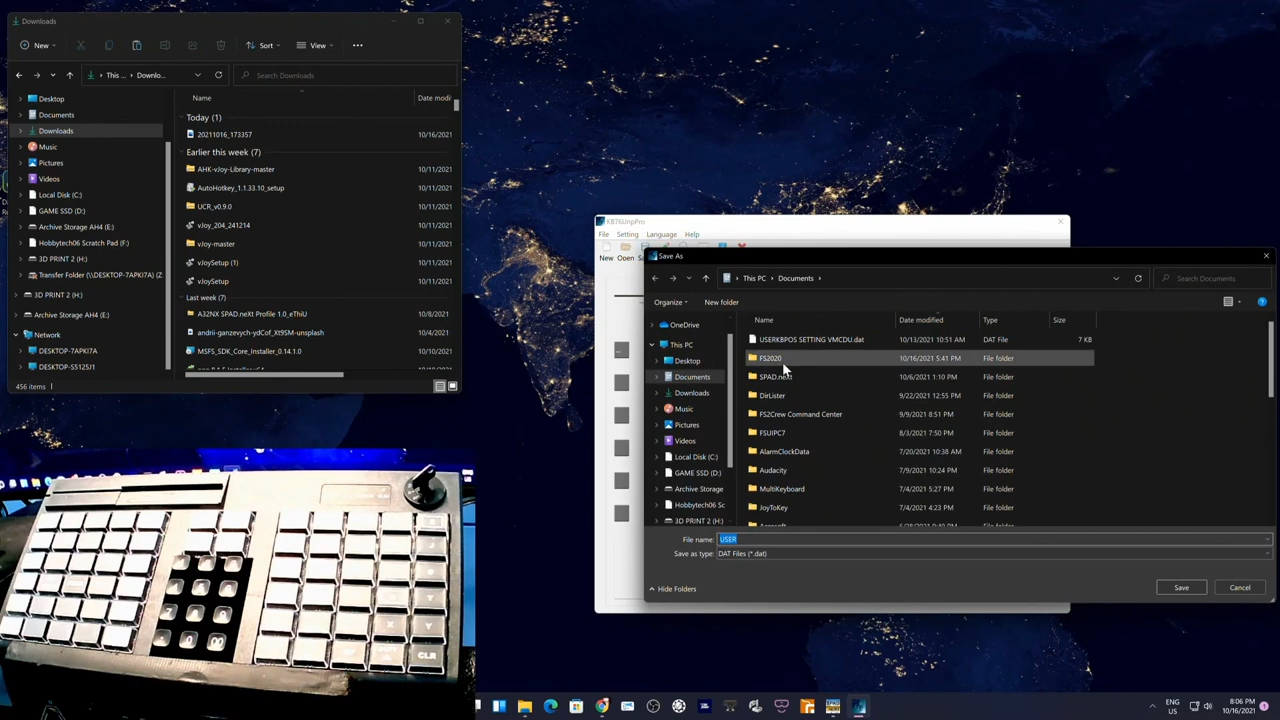 Downloads
New
Sort
View
This ...
Downlo...
Search Downloads
Desktop
Documents
Downloads
Music
Pictures
Videos
Local Disk (C:)
GAME SSD (D:)
Archive Storage AH4 (E:)
Hobbytech06 Scratch Pad (F:)
3D PRINT 2 (H:)
Transfer Folder (\\DESKTOP-7APKI7A) (Z:
3D PRINT 2 (H:)
Archive Storage AH4 (E:)
Network
DESKTOP-7APKI7A
DESKTOP-SS125J1
456 items
Name Date modi
Today (1)
20211016_173357 10/16/2021
Earlier this week (7)
AHK-vJoy-Library-master 10/11/2021
AutoHotkey_1.1.33.10_setup 10/11/2021
UCR_v0.9.0 10/11/2021
vJoy_204_241214 10/11/2021
vJoy-master 10/11/2021
vJoySetup (1) 10/11/2021
vJoySetup 10/11/2021
Last week (7)
A32NX SPAD.neXt Profile 1.0_eThiU 10/8/2021
andrii-ganzevych-ydCof_Xt9SM-unsplash 10/4/2021
MSFS_SDK_Core_Installer_0.14.1.0 10/10/2021
KB76UnpPro
File Setting Language Help
New Open
Save As
This PC
Documents
Search Documents
Organize
New folder
OneDrive
This PC
Desktop
Documents
Downloads
Music
Pictures
Videos
Local Disk (C:)
GAME SSD (D:)
Archive Storage
Hobbytech06 Sc
3D PRINT 2 (H:)
Name Date modified Type Size
USERKBPOS SETTING VMCDU.dat 10/13/2021 10:51 AM DAT File 7 KB
FS2020 10/16/2021 5:41 PM File folder
SPAD.next 10/6/2021 1:10 PM File folder
DirLister 9/22/2021 12:55 PM File folder
FS2Crew Command Center 9/9/2021 8:51 PM File folder
FSUIPC7 8/3/2021 7:50 PM File folder
AlarmClockData 7/20/2021 10:38 AM File folder
Audacity 7/9/2021 10:24 PM File folder
MultiKeyboard 7/4/2021 5:27 PM File folder
JoyToKey 7/4/2021 4:23 PM File folder
File name: USER
Save as type: DAT Files (*.dat)
Hide Folders
Save
Cancel
CLR
ENG
US
8:06 PM
10/16/2021